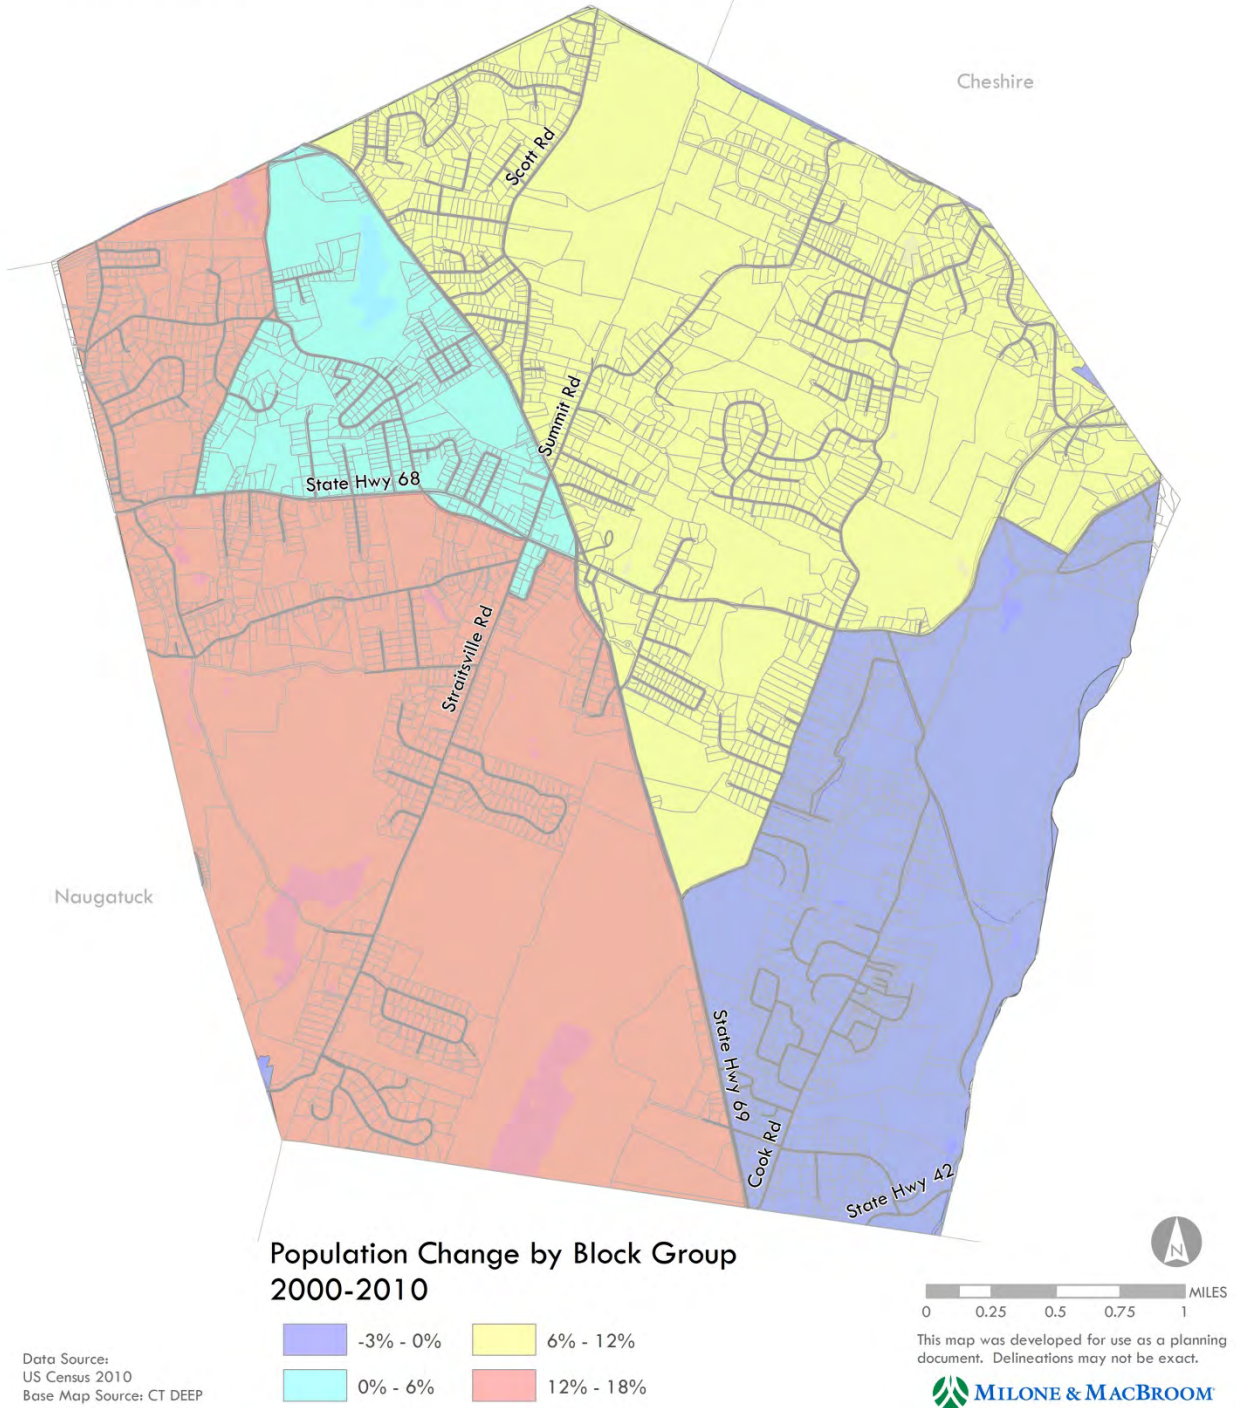 Cheshire
Scott Rd
Summit Rd
State Hwy 68
Straitsville Rd
Naugatuck
State Hwy 69
Cook Rd
State Hwy 42
Population Change by Block Group
2000-2010
-3% - 0%
6% - 12%
0% - 6%
12% - 18%
Data Source:
US Census 2010
Base Map Source: CT DEEP
N
MILES
0 0.25 0.5 0.75 1
This map was developed for use as a planning
document. Delineations may not be exact.
MILONE & MACBROOM